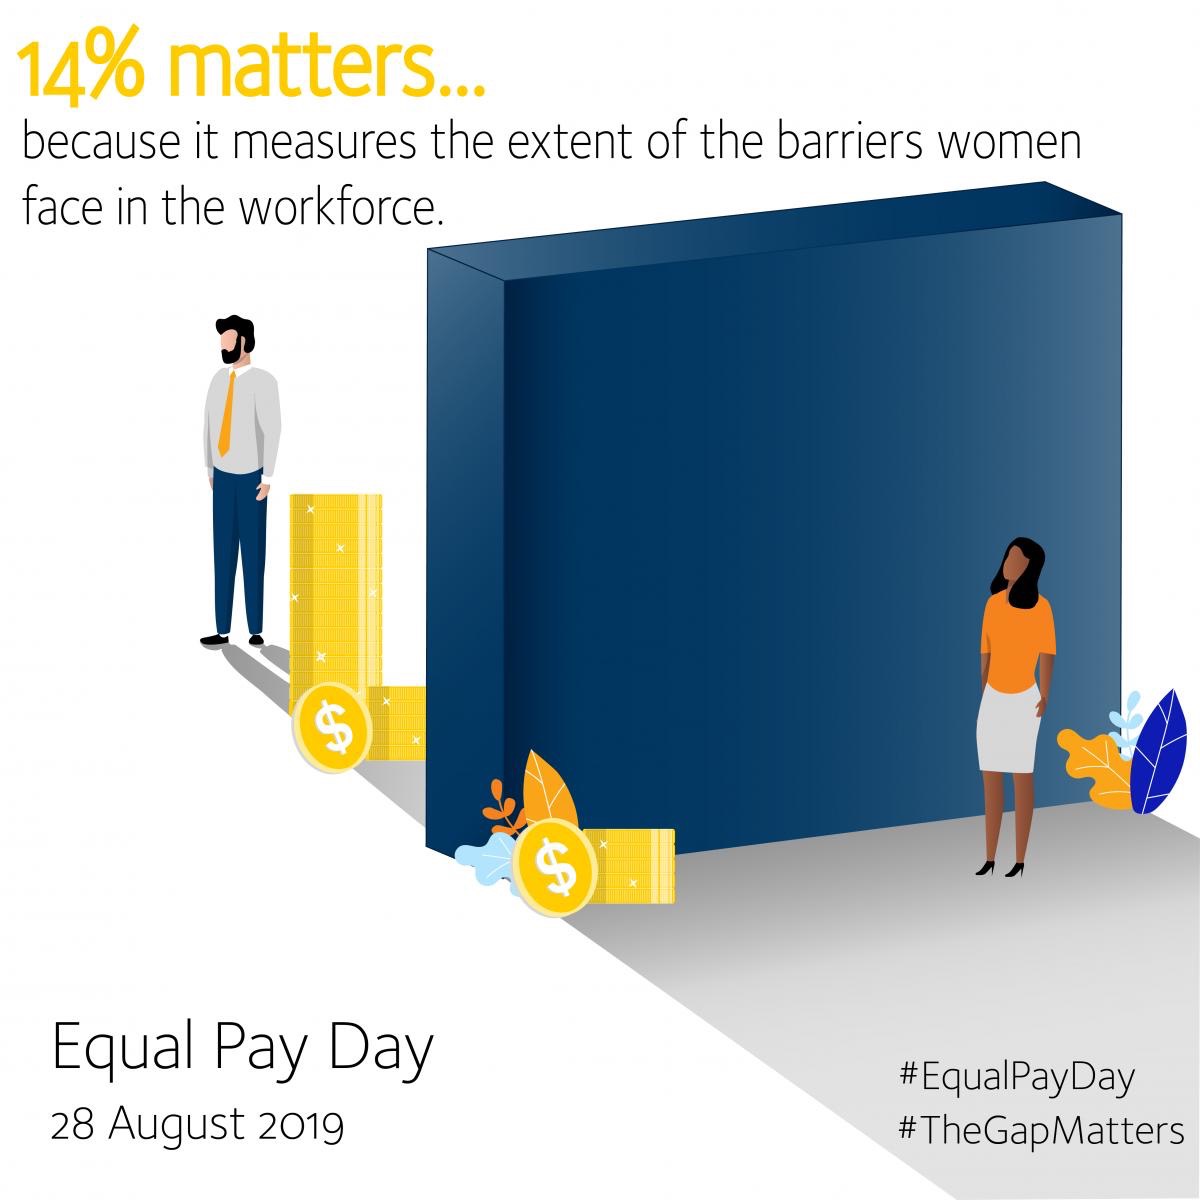 14% matters...
because it measures the extent of the barriers women
face in the workforce.
$
$
Equal Pay Day
28 August 2019
#EqualPayDay
#TheGapMatters